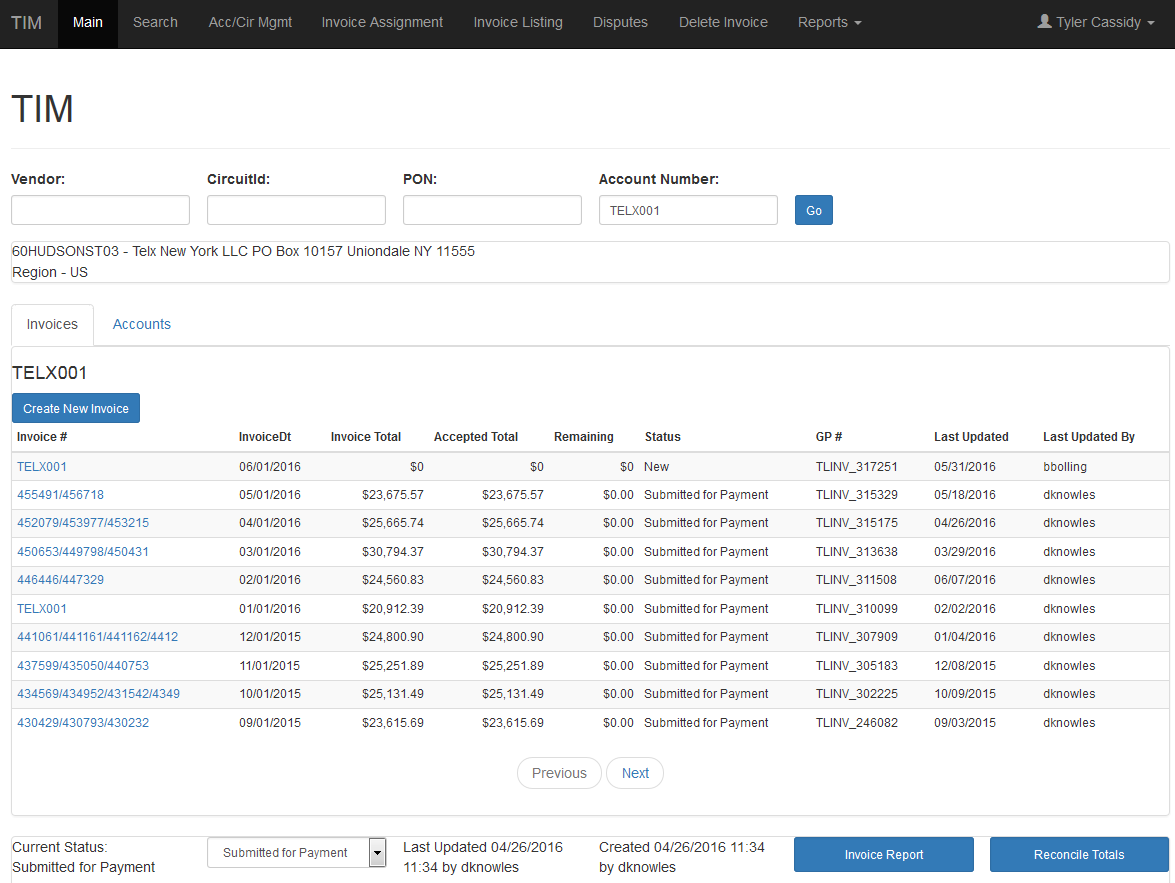 TIM Main Search Acc/Cir Mgmt Invoice Assignment Invoice Listing Disputes Delete Invoice Reports Tyler Cassidy
TIM
Vendor: CircuitId: PON: Account Number:
TELX001 Go
60HUDSONST03 - Telx New York LLC PO Box 10157 Uniondale NY 11555
Region - US
Invoices Accounts
TELX001
Create New Invoice
Invoice # InvoiceDt Invoice Total Accepted Total Remaining Status GP # Last Updated Last Updated By
TELX001 06/01/2016 $0 $0 $0 New TLINV_317251 05/31/2016 bbolling
455491/456718 05/01/2016 $23,675.57 $23,675.57 $0.00 Submitted for Payment TLINV_315329 05/18/2016 dknowles
452079/453977/453215 04/01/2016 $25,665.74 $25,665.74 $0.00 Submitted for Payment TLINV_315175 04/26/2016 dknowles
450653/449798/450431 03/01/2016 $30,794.37 $30,794.37 $0.00 Submitted for Payment TLINV_313638 03/29/2016 dknowles
446446/447329 02/01/2016 $24,560.83 $24,560.83 $0.00 Submitted for Payment TLINV_311508 06/07/2016 dknowles
TELX001 01/01/2016 $20,912.39 $20,912.39 $0.00 Submitted for Payment TLINV_310099 02/02/2016 dknowles
441061/441161/441162/4412 12/01/2015 $24,800.90 $24,800.90 $0.00 Submitted for Payment TLINV_307909 01/04/2016 dknowles
437599/435050/440753 11/01/2015 $25,251.89 $25,251.89 $0.00 Submitted for Payment TLINV_305183 12/08/2015 dknowles
434569/434952/431542/4349 10/01/2015 $25,131.49 $25,131.49 $0.00 Submitted for Payment TLINV_302225 10/09/2015 dknowles
430429/430793/430232 09/01/2015 $23,615.69 $23,615.69 $0.00 Submitted for Payment TLINV_246082 09/03/2015 dknowles
Previous Next
Current Status: Submitted for Payment Last Updated 04/26/2016 Created 04/26/2016 11:34 Invoice Report Reconcile Totals
Submitted for Payment 11:34 by dknowles by dknowles